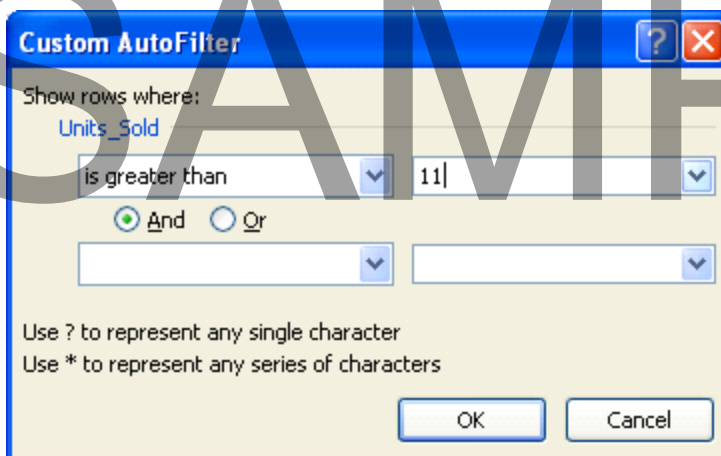 Custom AutoFilter
Show rows where:
Units_Sold
is greater than 11
And Or
Use ? to represent any single character
Use * to represent any series of characters
OK Cancel